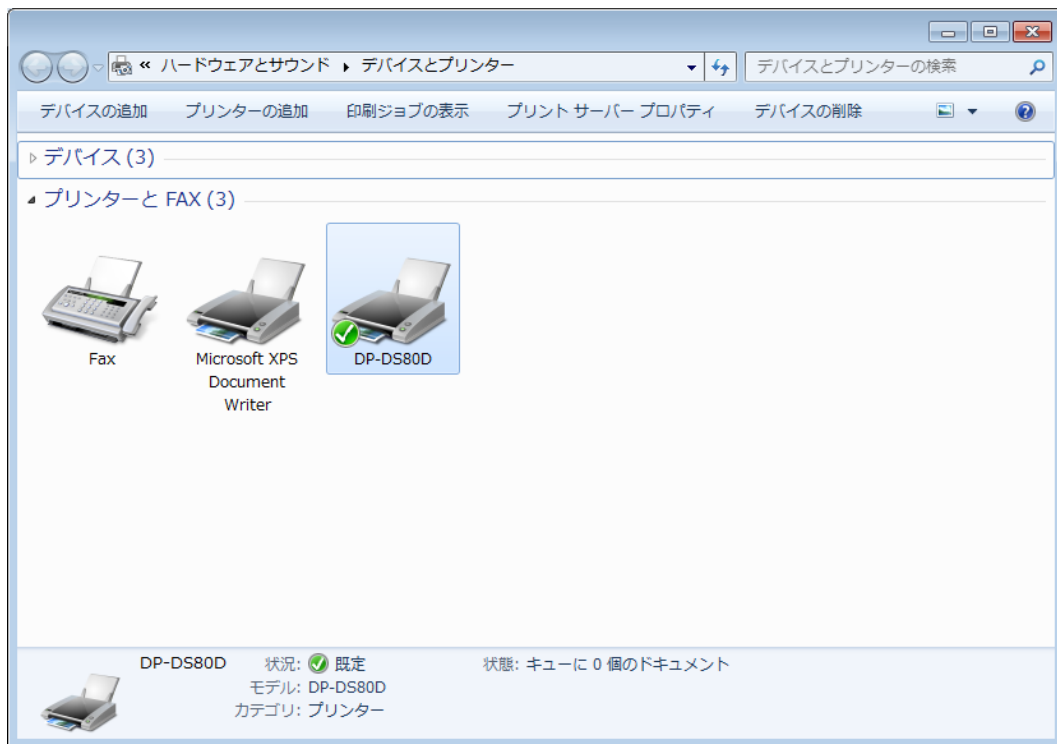 « ハードウェアとサウンド ▸ デバイスとプリンター デバイスとプリンターの検索
デバイスの追加 プリンターの追加 印刷ジョブの表示 プリント サーバー プロパティ デバイスの削除
デバイス (3)
プリンターと FAX (3)
Fax
Microsoft XPS
Document
Writer
DP-DS80D
DP-DS80D 状況: 既定 状態: キューに 0 個のドキュメント
モデル: DP-DS80D
カテゴリ: プリンター